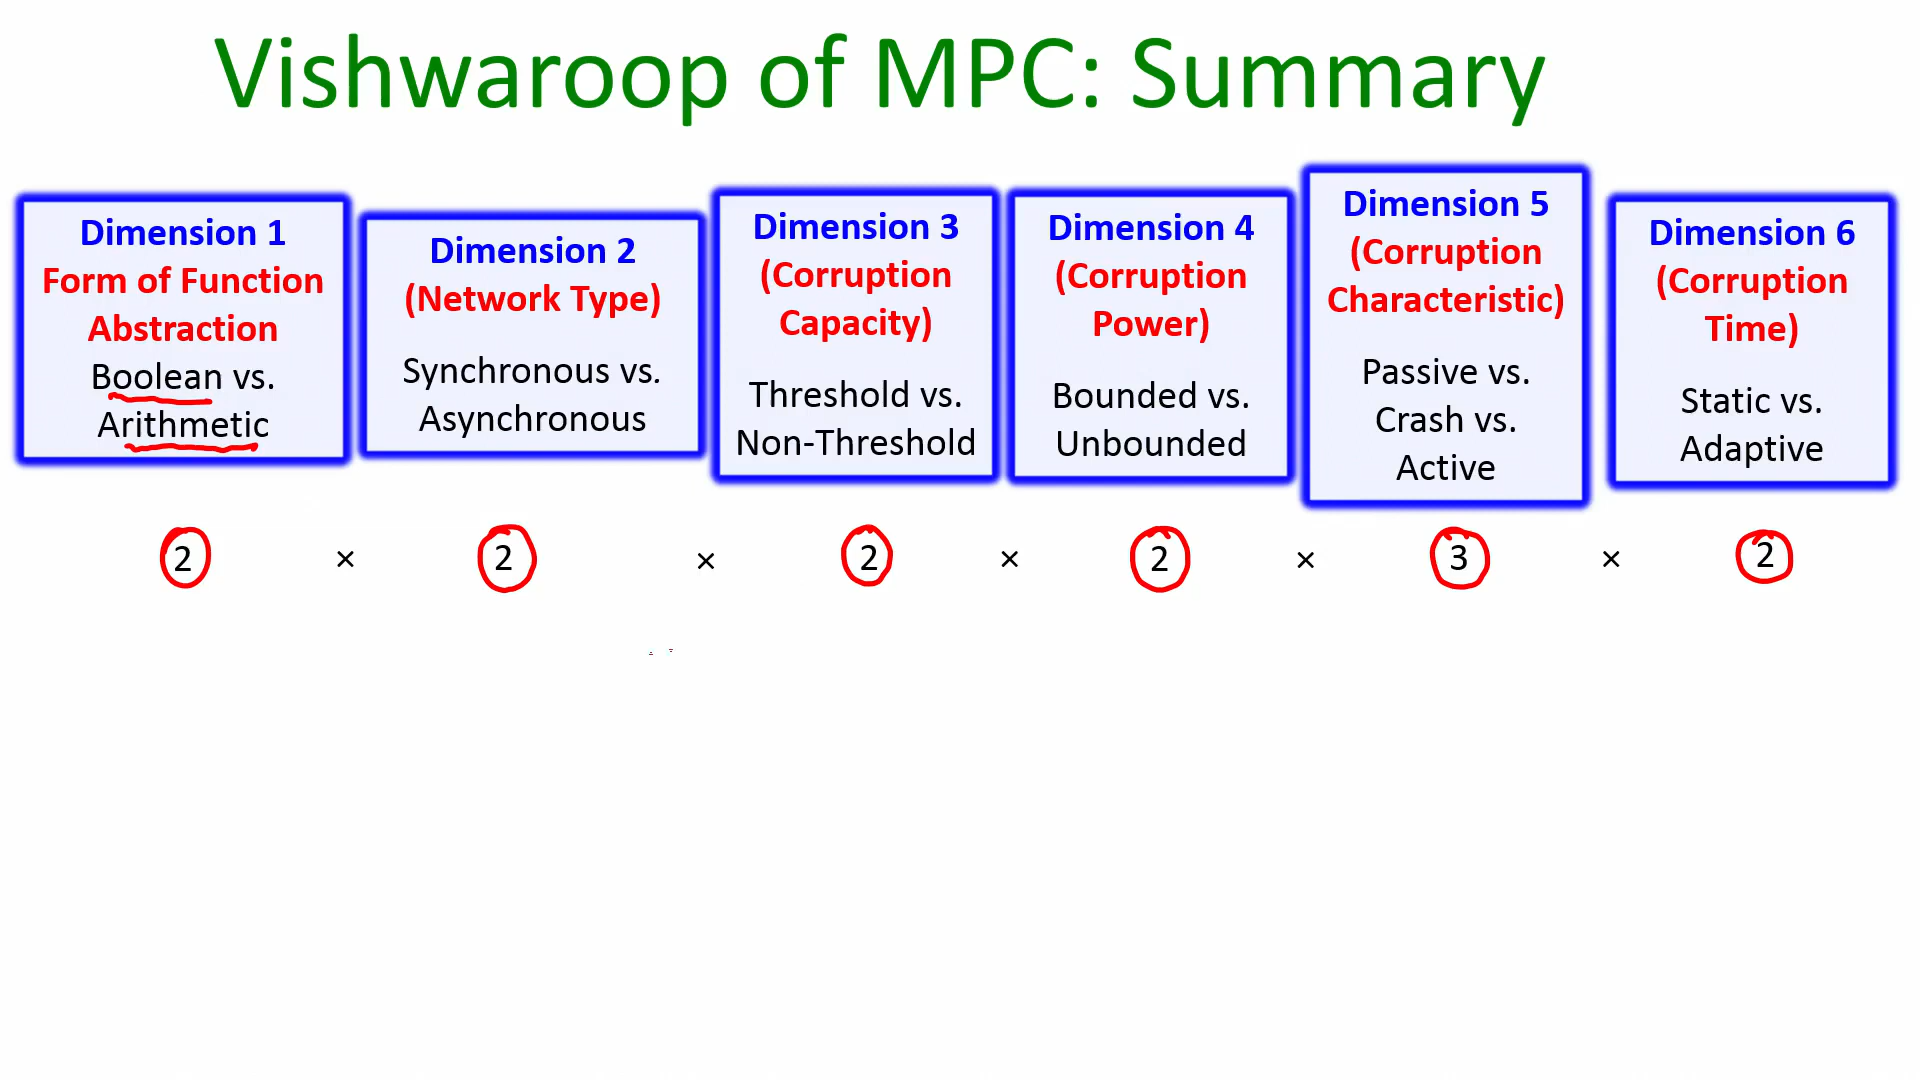 Vishwaroop of MPC: Summary
Dimension 1
Form of Function
Abstraction
Boolean vs.
Arithmetic
Dimension 2
(Network Type)
Synchronous vs.
Asynchronous
Dimension 3
(Corruption
Capacity)
Threshold vs.
Non-Threshold
Dimension 4
(Corruption
Power)
Bounded vs.
Unbounded
Dimension 5
(Corruption
Characteristic)
Passive vs.
Crash vs.
Active
Dimension 6
(Corruption
Time)
Static vs.
Adaptive
2 × 2 × 2 × 2 × 3 × 2